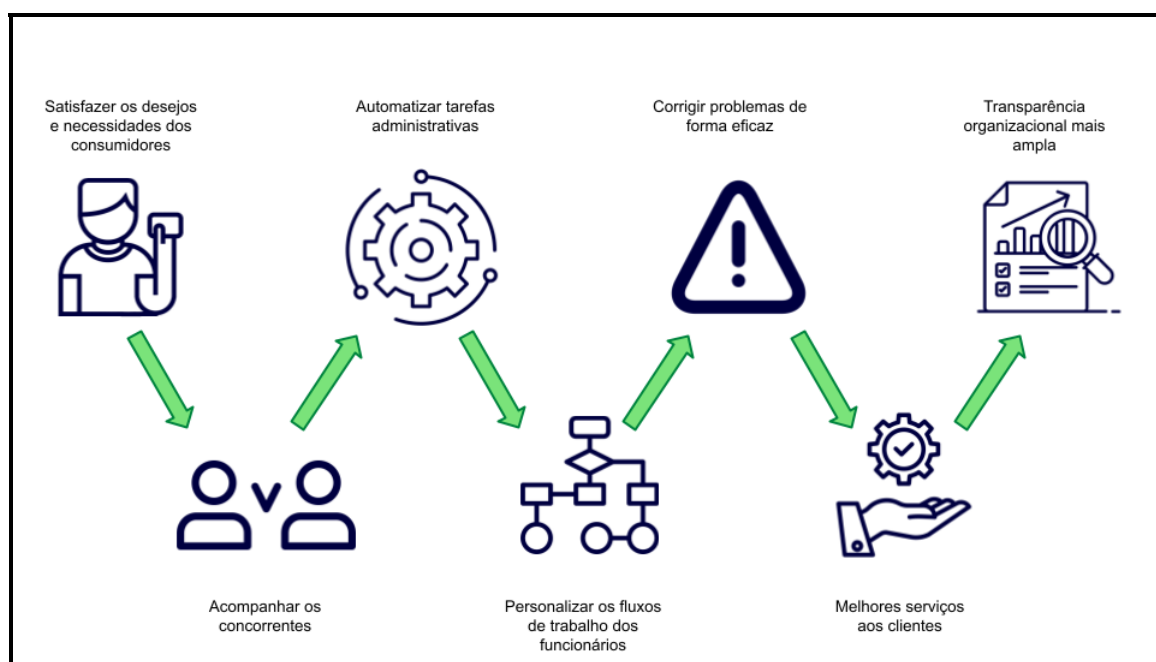 Satisfazer os desejos
e necessidades dos
consumidores
Automatizar tarefas
administrativas
Corrigir problemas de
forma eficaz
Transparência
organizacional mais
ampla
Acompanhar os
concorrentes
Personalizar os fluxos
de trabalho dos
funcionários
Melhores serviços
aos clientes